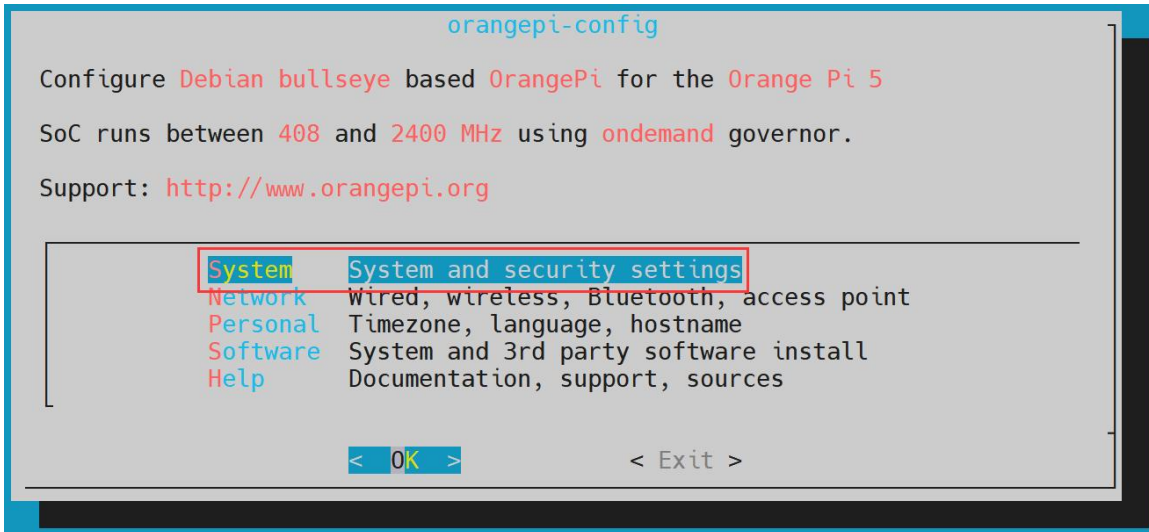 orangepi-config
Configure Debian bullseye based OrangePi for the Orange Pi 5
SoC runs between 408 and 2400 MHz using ondemand governor.
Support: http://www.orangepi.org
System System and security settings
Network Wired, wireless, Bluetooth, access point
Personal Timezone, language, hostname
Software System and 3rd party software install
Help Documentation, support, sources
< OK > < Exit >